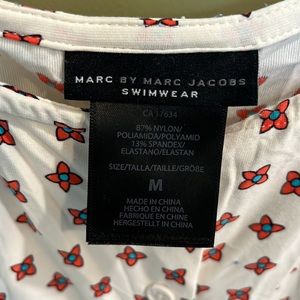 MARC BY MARC JACOBS
SWIMWEAR
CA 17634
87% NYLON/
POLIAMIDA/POLYAMID
13% SPANDEX/
ELASTANO/ELASTAN
SIZE/TALLA/TAILLE/GRÖßE
M
MADE IN CHINA
HECHO EN CHINA
FABRIQUE EN CHINE
HERGESTELLT IN CHINA